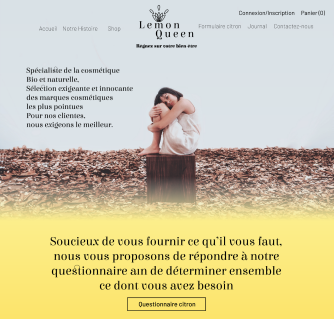 Connexion/Inscription Panier(0)
Accueil Notre Histoire Shop
Lemon
Queen
Régnez sur votre bien-être
Formulaire citron Journal Contactez-nous
Spécialiste de la cosmétique
Bio et naturelle,
Sélection exigeante et innovante
des marques cosmétiques
les plus pointues
Pour nos clientes,
nous exigeons le meilleur.
Soucieux de vous fournir ce qu'il vous faut,
nous vous proposons de répondre à notre
questionnaire afin de déterminer ensemble
ce dont vous avez besoin
Questionnaire citron